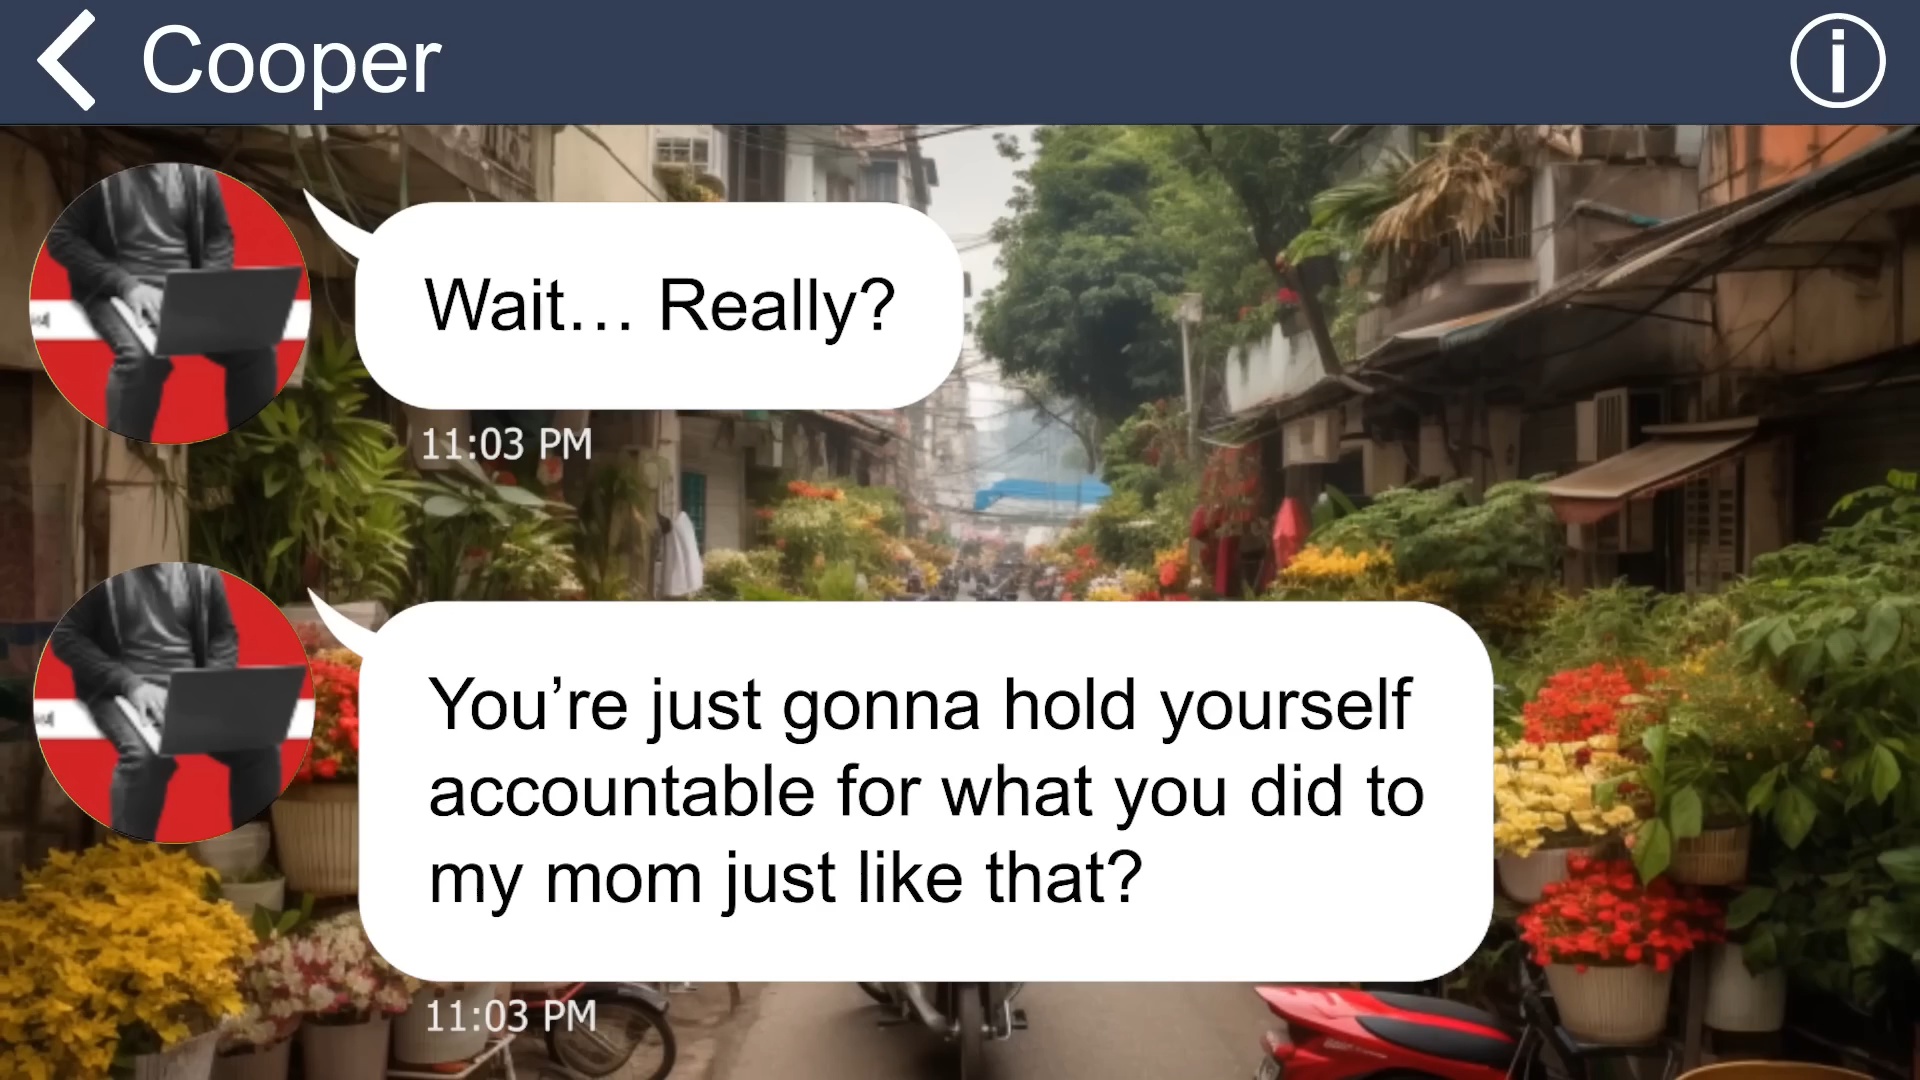 Cooper
Wait… Really?
11:03 PM
You’re just gonna hold yourself
accountable for what you did to
my mom just like that?
11:03 PM